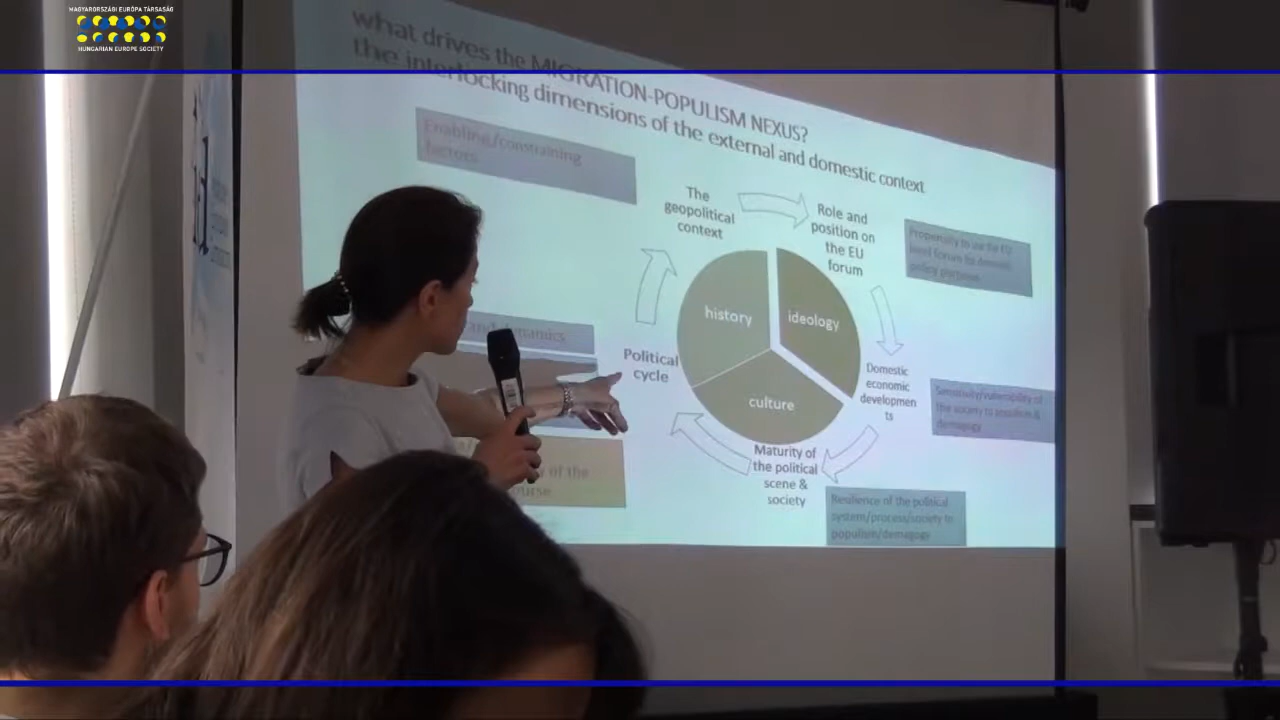 MAGYARORSZÁGI EURÓPA TÁRSASÁG
HUNGARIAN EUROPE SOCIETY
what drives the MIGRATION-POPULISM NEXUS?
the interlocking dimensions of the external and domestic context
Enabling/constraining
factors
The
geopolitical
context
Role and
position on
the EU
forum
Propensity to use the EU
level forum for domestic
policy purposes
history
ideology
culture
and dynamics
Political
cycle
Domestic
economic
developmen
ts
Sensitivity/vulnerability of
the society to populism &
demagogy
Maturity of
the political
scene &
society
of the
Resilience of the political
system/process/society to
populism/demagogy